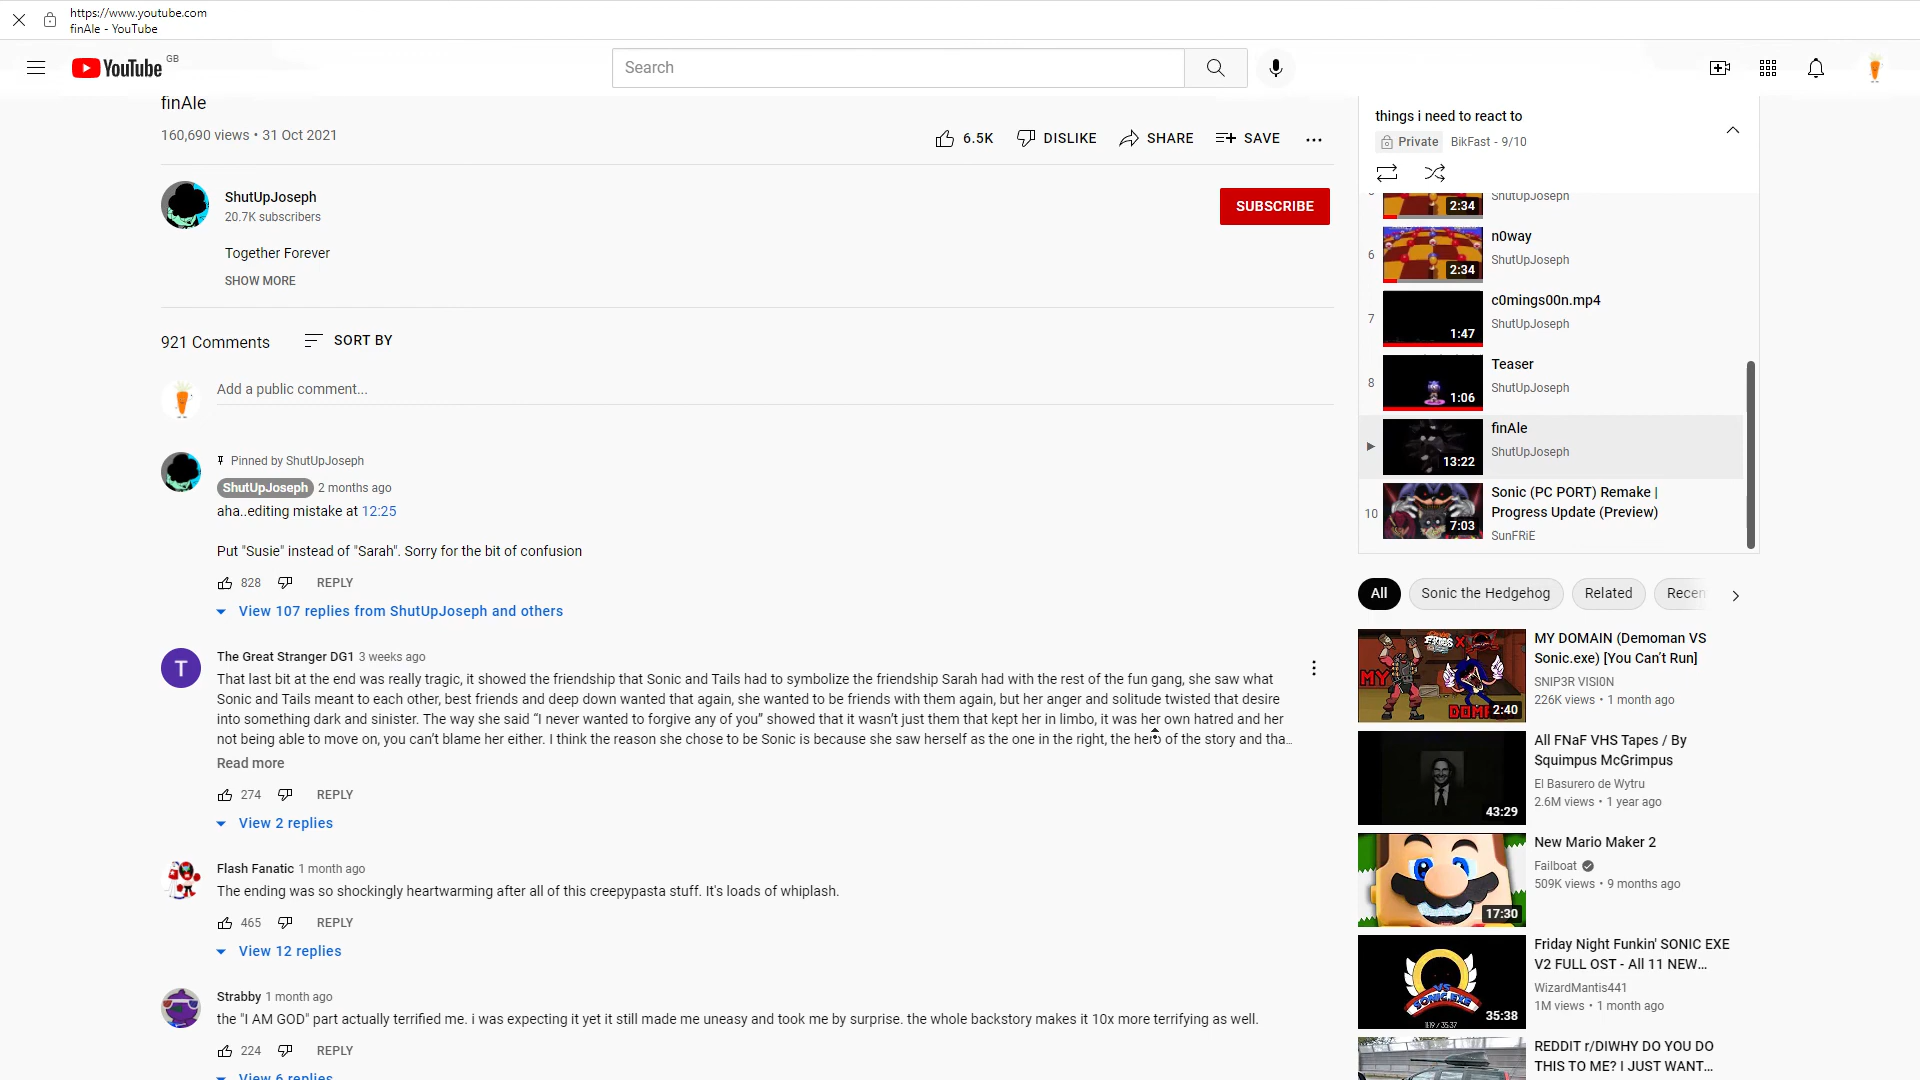 https://www.youtube.com
finAle - YouTube
YouTube GB
Search
finAle
160,690 views • 31 Oct 2021
6.5K DISLIKE SHARE SAVE
ShutUpJoseph
20.7K subscribers
SUBSCRIBE
Together Forever
SHOW MORE
921 Comments SORT BY
Add a public comment...
Pinned by ShutUpJoseph
ShutUpJoseph 2 months ago
aha..editing mistake at 12:25
Put "Susie" instead of "Sarah". Sorry for the bit of confusion
828 REPLY
View 107 replies from ShutUpJoseph and others
T
The Great Stranger DG1 3 weeks ago
That last bit at the end was really tragic, it showed the friendship that Sonic and Tails had to symbolize the friendship Sarah had with the rest of the fun gang, she saw what
Sonic and Tails meant to each other, best friends and deep down wanted that again, she wanted to be friends with them again, but her anger and solitude twisted that desire
into something dark and sinister. The way she said “I never wanted to forgive any of you” showed that it wasn’t just them that kept her in limbo, it was her own hatred and her
not being able to move on, you can’t blame her either. I think the reason she chose to be Sonic is because she saw herself as the one in the right, the hero of the story and tha...
Read more
274 REPLY
View 2 replies
Flash Fanatic 1 month ago
The ending was so shockingly heartwarming after all of this creepypasta stuff. It's loads of whiplash.
465 REPLY
View 12 replies
Strabby 1 month ago
the "I AM GOD" part actually terrified me. i was expecting it yet it still made me uneasy and took me by surprise. the whole backstory makes it 10x more terrifying as well.
224 REPLY
View 6 replies
things i need to react to
Private BikFast - 9/10
2:34
ShutUpJoseph
6
2:34
n0way
ShutUpJoseph
7
1:47
c0mings00n.mp4
ShutUpJoseph
8
1:06
Teaser
ShutUpJoseph
13:22
finAle
ShutUpJoseph
10
7:03
Sonic (PC PORT) Remake |
Progress Update (Preview)
SunFRiE
All Sonic the Hedgehog Related Recen
MY
2:40
MY DOMAIN (Demoman VS
Sonic.exe) [You Can't Run]
SNIP3R VISI0N
226K views • 1 month ago
43:29
All FNaF VHS Tapes / By
Squimpus McGrimpus
El Basurero de Wytru
2.6M views • 1 year ago
17:30
New Mario Maker 2
Failboat
509K views • 9 months ago
VS
SONIC.EXE
35:38
Friday Night Funkin' SONIC EXE
V2 FULL OST - All 11 NEW...
WizardMantis441
1M views • 1 month ago
REDDIT r/DIWHY DO YOU DO
THIS TO ME? I JUST WANT...